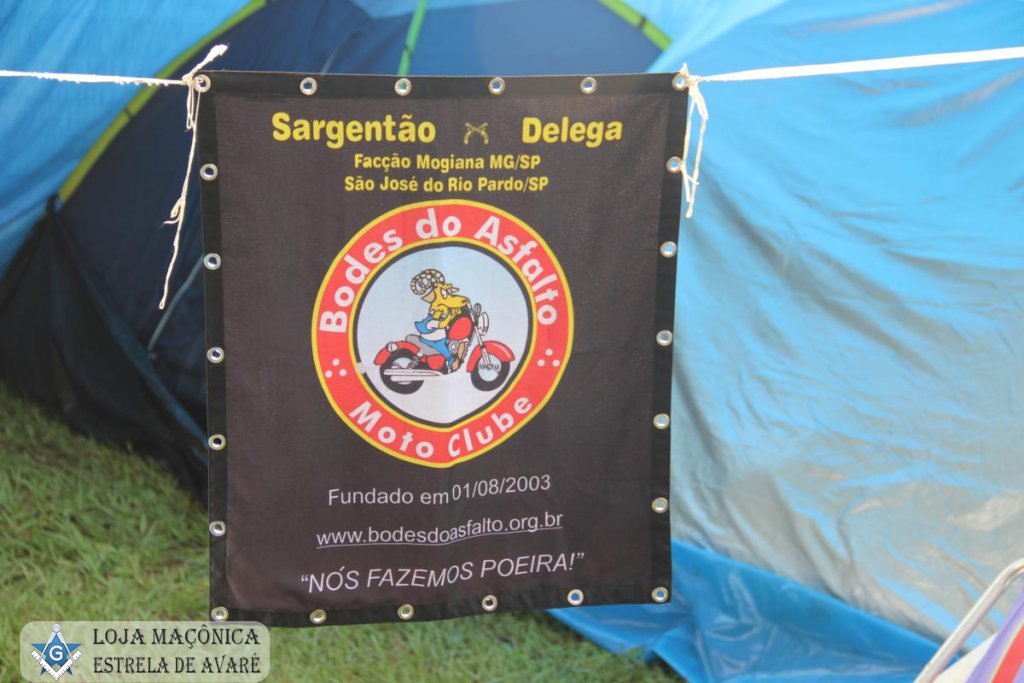 Sargentão Delega
Facção Mogiana MG/SP
São José do Rio Pardo/SP
Bodes do Asfalto
Moto Clube
Fundado em 01/08/2003
www.bodesdoasfalto.org.br
“NÓS FAZEMOS POEIRA!”
G
LOJA MAÇÔNICA
ESTRELA DE AVARÉ